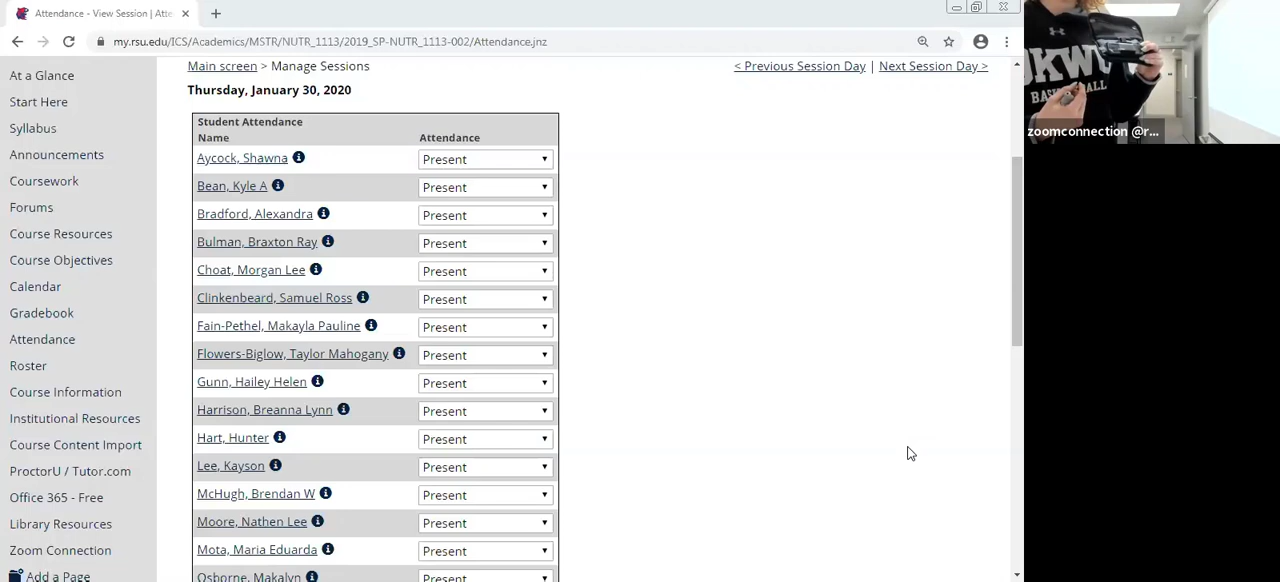 Attendance - View Session | Atte
my.rsu.edu/ICS/Academics/MSTR/NUTR_1113/2019_SP-NUTR_1113-002/Attendance.jnz
At a Glance
Start Here
Syllabus
Announcements
Coursework
Forums
Course Resources
Course Objectives
Calendar
Gradebook
Attendance
Roster
Course Information
Institutional Resources
Course Content Import
ProctorU / Tutor.com
Office 365 - Free
Library Resources
Zoom Connection
Add a Page
Main screen > Manage Sessions
< Previous Session Day | Next Session Day >
Thursday, January 30, 2020
Student Attendance
Name Attendance
Aycock, Shawna Present
Bean, Kyle A Present
Bradford, Alexandra Present
Bulman, Braxton Ray Present
Choat, Morgan Lee Present
Clinkenbeard, Samuel Ross Present
Fain-Pethel, Makayla Pauline Present
Flowers-Biglow, Taylor Mahogany Present
Gunn, Hailey Helen Present
Harrison, Breanna Lynn Present
Hart, Hunter Present
Lee, Kayson Present
McHugh, Brendan W Present
Moore, Nathen Lee Present
Mota, Maria Eduarda Present
Osborne, Makalyn Present
OKWU
BASKETBALL
zoomconnection @r...